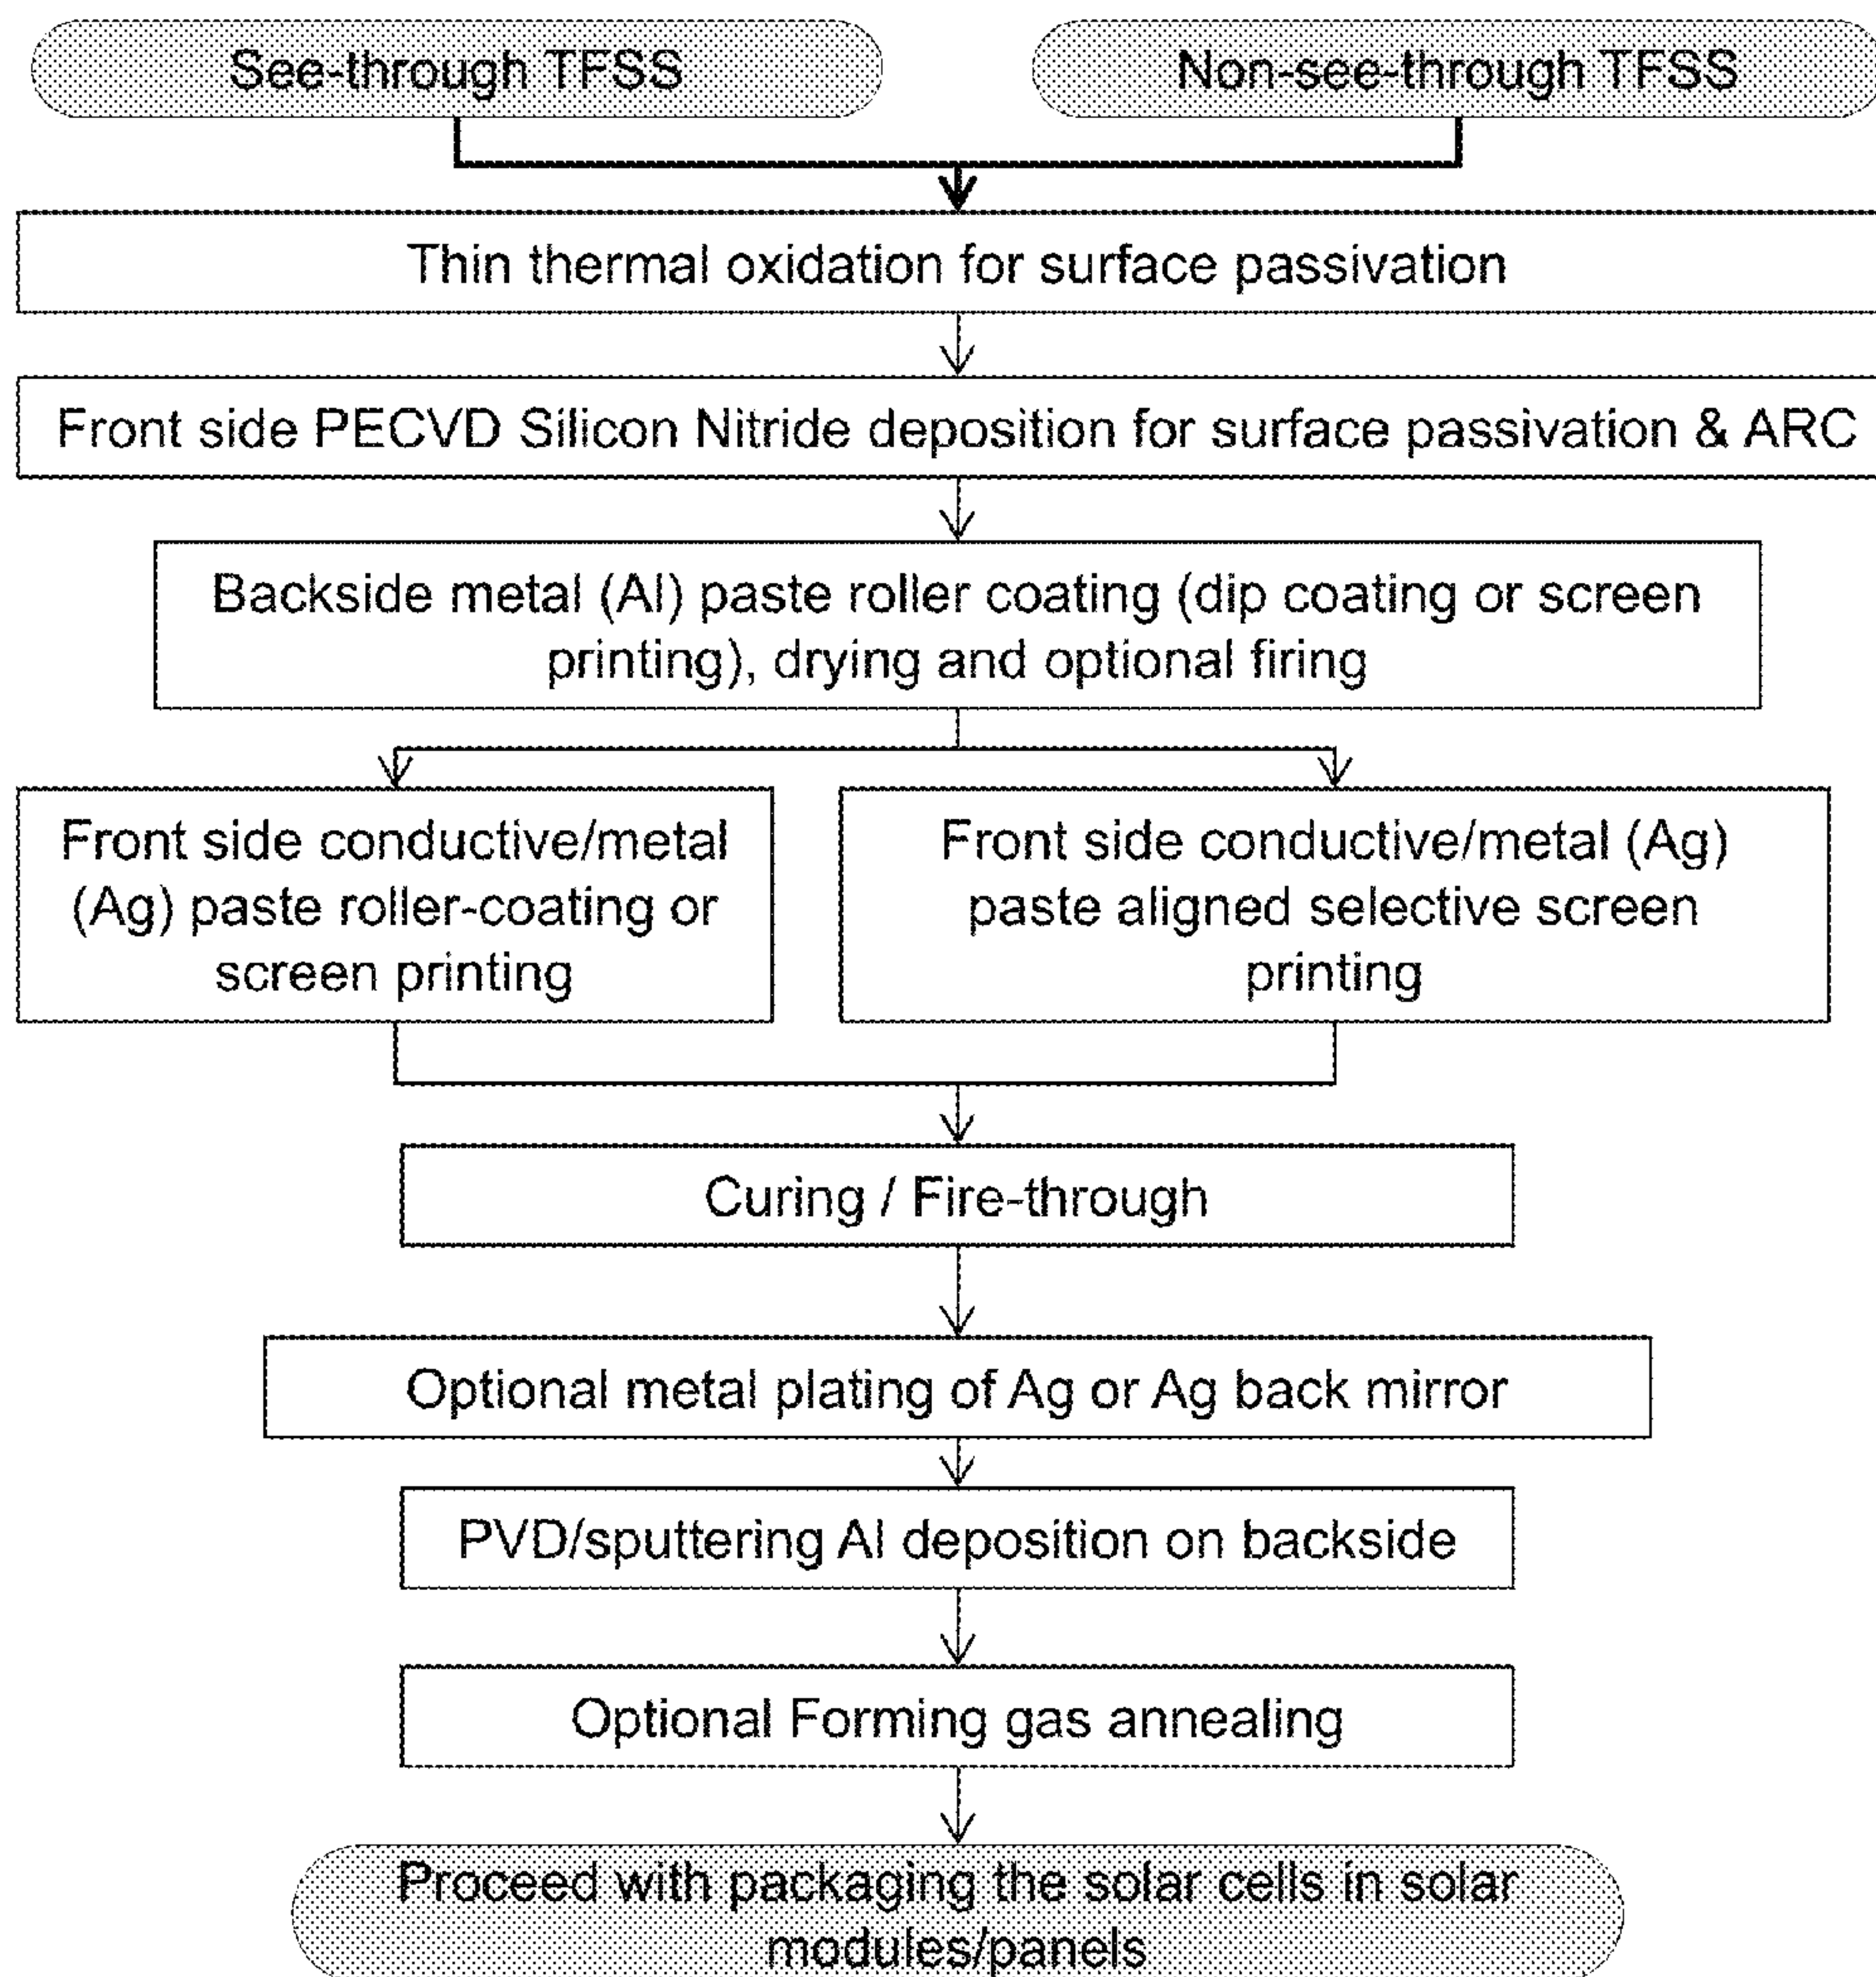 See-through TFSS
Non-see-through TFSS
Thin thermal oxidation for surface passivation
Front side PECVD Silicon Nitride deposition for surface passivation & ARC
Backside metal (Al) paste roller coating (dip coating or screen
printing), drying and optional firing
Front side conductive/metal
(Ag) paste roller-coating or
screen printing
Front side conductive/metal (Ag)
paste aligned selective screen
printing
Curing / Fire-through
Optional metal plating of Ag or Ag back mirror
PVD/sputtering Al deposition on backside
Optional Forming gas annealing
Proceed with packaging the solar cells in solar
modules/panels